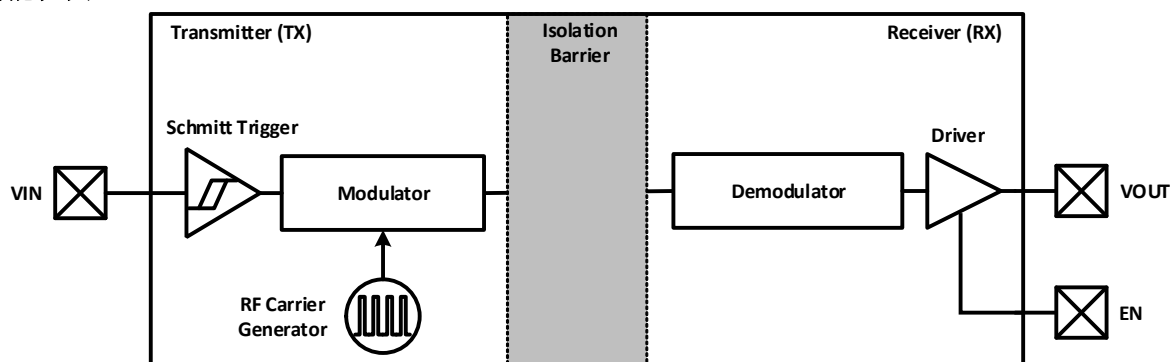 Transmitter (TX)
Isolation
Barrier
Receiver (RX)
Schmitt Trigger
Driver
VIN
Modulator
Demodulator
VOUT
RF Carrier
Generator
EN